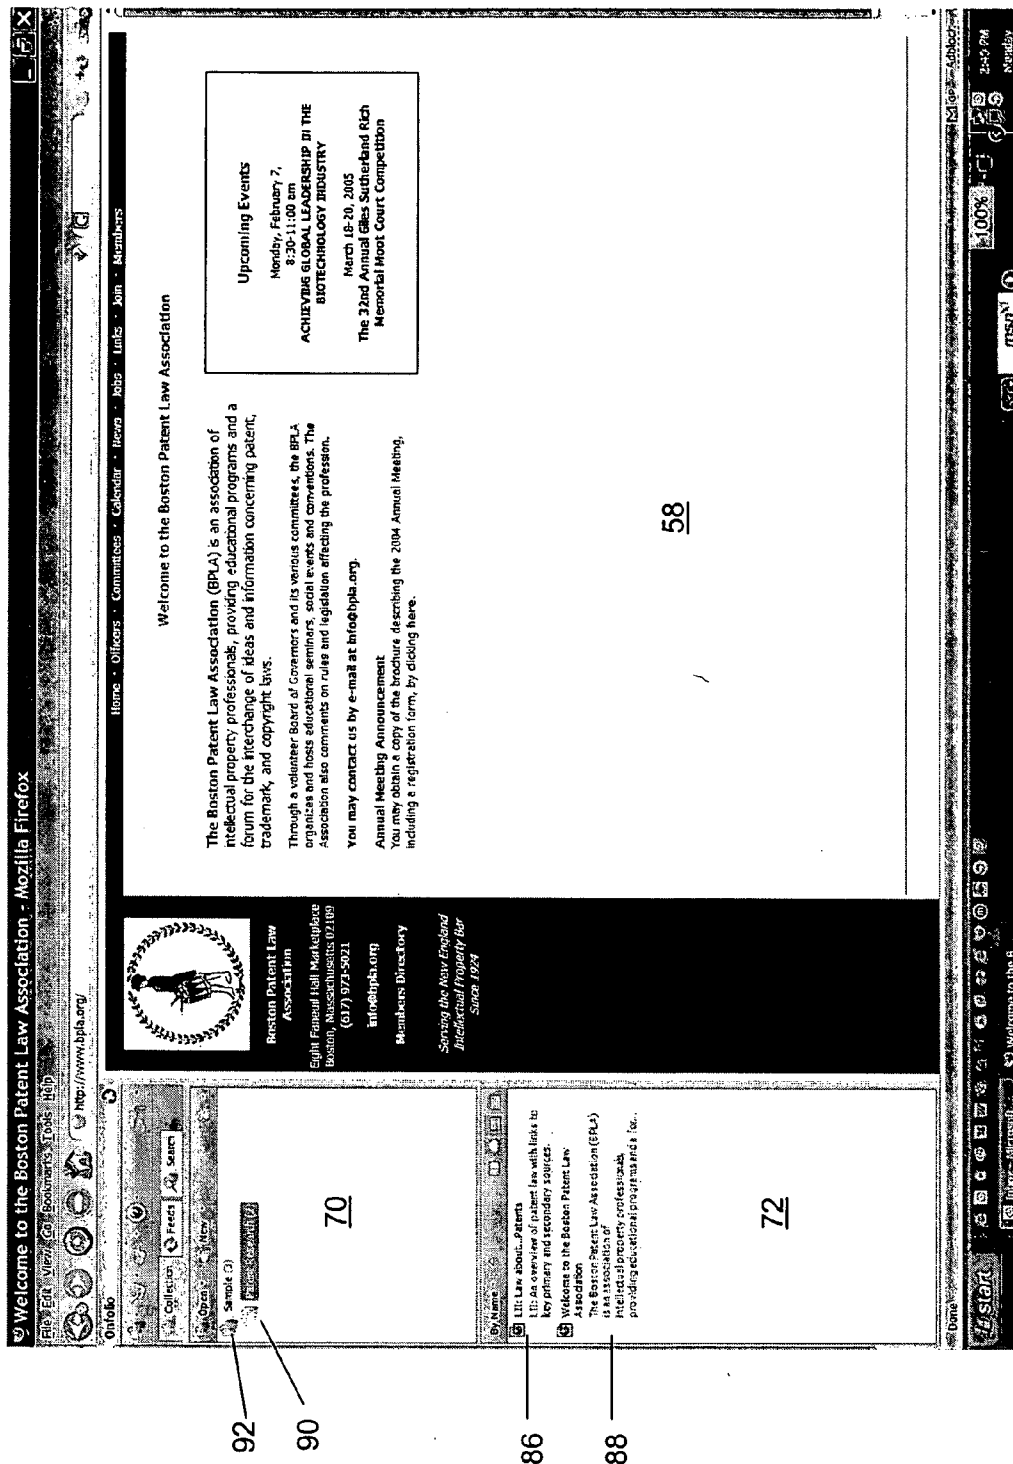 Welcome to the Boston Patent Law Association - Mozilla Firefox
File Edit View Go Bookmarks Tools Help
http://www.bpla.org/
Onfolio
Collection Feeds Search
Open New
Sample (3)
70
By Name
LII: Law about...Patents
LII: An overview of patent law with links to
key primary and secondary sources.
Welcome to the Boston Patent Law
Association
The Boston Patent Law Association (BPLA)
is an association of
intellectual property professionals,
providing educational programs and a for...
72
92
90
86
88
Boston Patent Law
Association
Eight Faneuil Hall Marketplace
Boston, Massachusetts 02109
(617) 973-5021
info@bpla.org
Members Directory
Serving the New England
Intellectual Property Bar
Since 1924
Home · Officers · Committees · Calendar · News · Jobs · Links · Join · Members
Welcome to the Boston Patent Law Association
The Boston Patent Law Association (BPLA) is an association of
intellectual property professionals, providing educational programs and a
forum for the interchange of ideas and information concerning patent,
trademark, and copyright laws.
Through a volunteer Board of Governors and its various committees, the BPLA
organizes and hosts educational seminars, social events and conventions. The
Association also comments on rules and legislation affecting the profession.
You may contact us by e-mail at info@bpla.org.
Annual Meeting Announcement
You may obtain a copy of the brochure describing the 2004 Annual Meeting,
including a registration form, by clicking here.
Upcoming Events
Monday, February 7,
8:30-11:00 am
ACHIEVING GLOBAL LEADERSHIP IN THE
BIOTECHNOLOGY INDUSTRY
March 18-20, 2005
The 32nd Annual Giles Sutherland Rich
Memorial Moot Court Competition
58
Done
Adblock
start
Inbox - Microsoft...
Welcome to the B...
msn
100%
2:40 PM
Monday